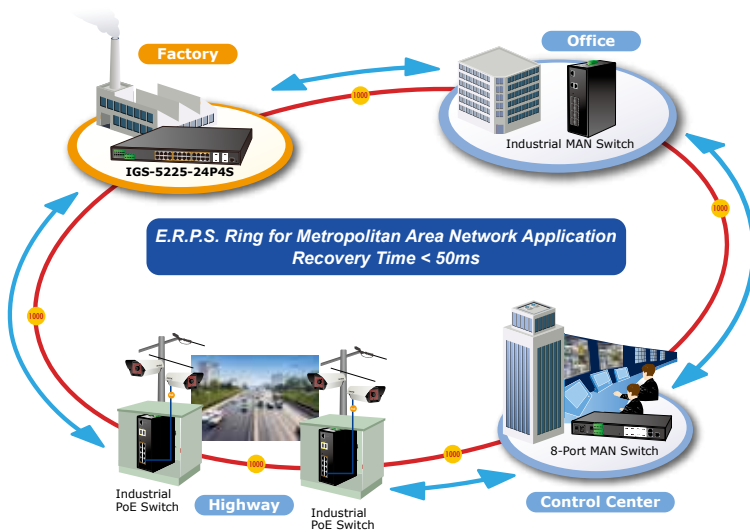 Factory
Office
1000
Industrial MAN Switch
IGS-5225-24P4S
1000
E.R.P.S. Ring for Metropolitan Area Network Application
Recovery Time < 50ms
1000
8-Port MAN Switch
1000
1000
Industrial
PoE Switch
Highway
Industrial
PoE Switch
Control Center